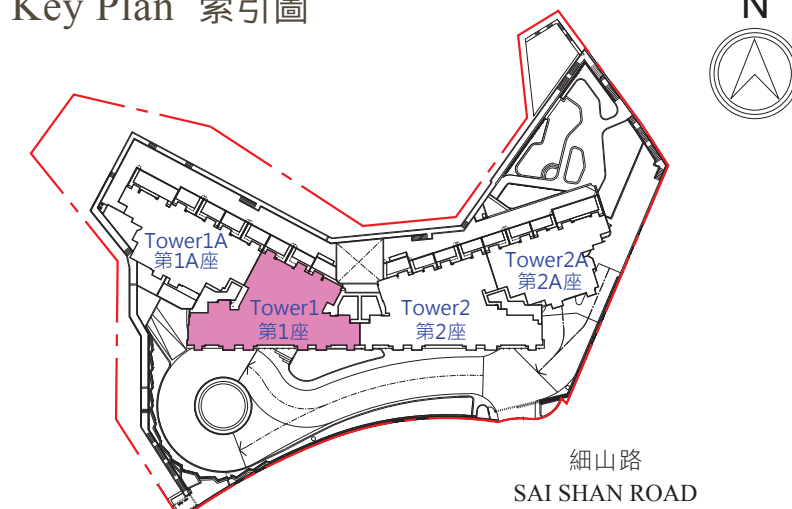 Key Plan 索引圖
N
Tower1A
第1A座
Tower1
第1座
Tower2
第2座
Tower2A
第2A座
細山路
SAI SHAN ROAD